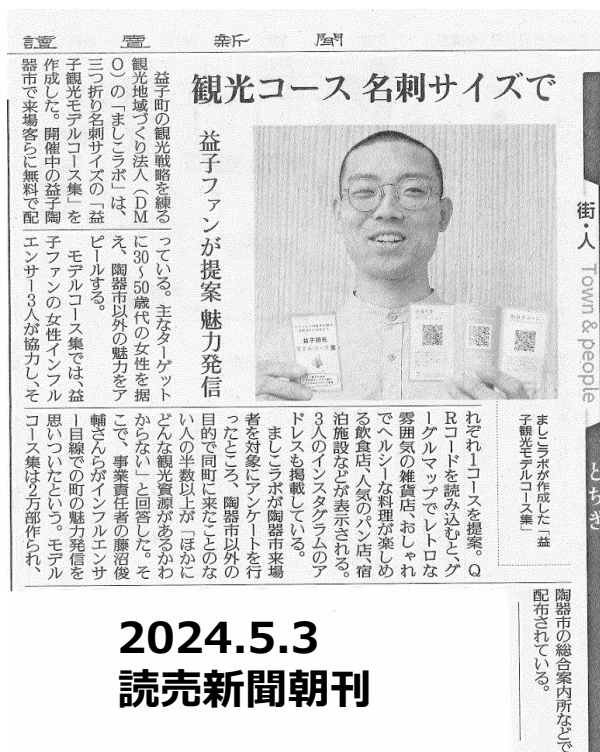 讀賣新聞
観光コース 名刺サイズで
益子ファンが提案 魅力発信
益子町の観光戦略を練る
観光地域づくり法人(DM
O)の「ましこラボ」は、
三つ折り名刺サイズの「益
子観光モデルコース集」を
作成した。開催中の益子陶
器市で来場客らに無料で配
っている。主なターゲット
に30〜50歳代の女性を据
え、陶器市以外の魅力をア
ピールする。
モデルコース集では、益
子ファンの女性インフル
エンサー3人が協力し、そ
れぞれ1コースを提案。Q
Rコードを読み込むと、グ
ーグルマップでレトロな
雰囲気の雑貨店、おしゃれ
でヘルシーな料理が楽しめ
る飲食店、人気のパン店、宿
泊施設などが表示される。
3人のインスタグラムのア
ドレスも掲載している。
ましこラボが陶器市来場
者を対象にアンケートを行
ったところ、陶器市以外の
目的で同町に来たことのな
い人の半数以上が「ほかに
どんな観光資源があるかわ
からない」と回答した。そ
こで、事業責任者の藤沼俊
輔さんらがインフルエンサ
ー目線での町の魅力発信を
思いついたという。モデル
コース集は2万部作られ、
陶器市の総合案内所などで
配布されている。
益子観光
モデルコース集
ましこラボが作成した「益
子観光モデルコース集」
街・人 Town & people
とちぎ
2024.5.3
読売新聞朝刊